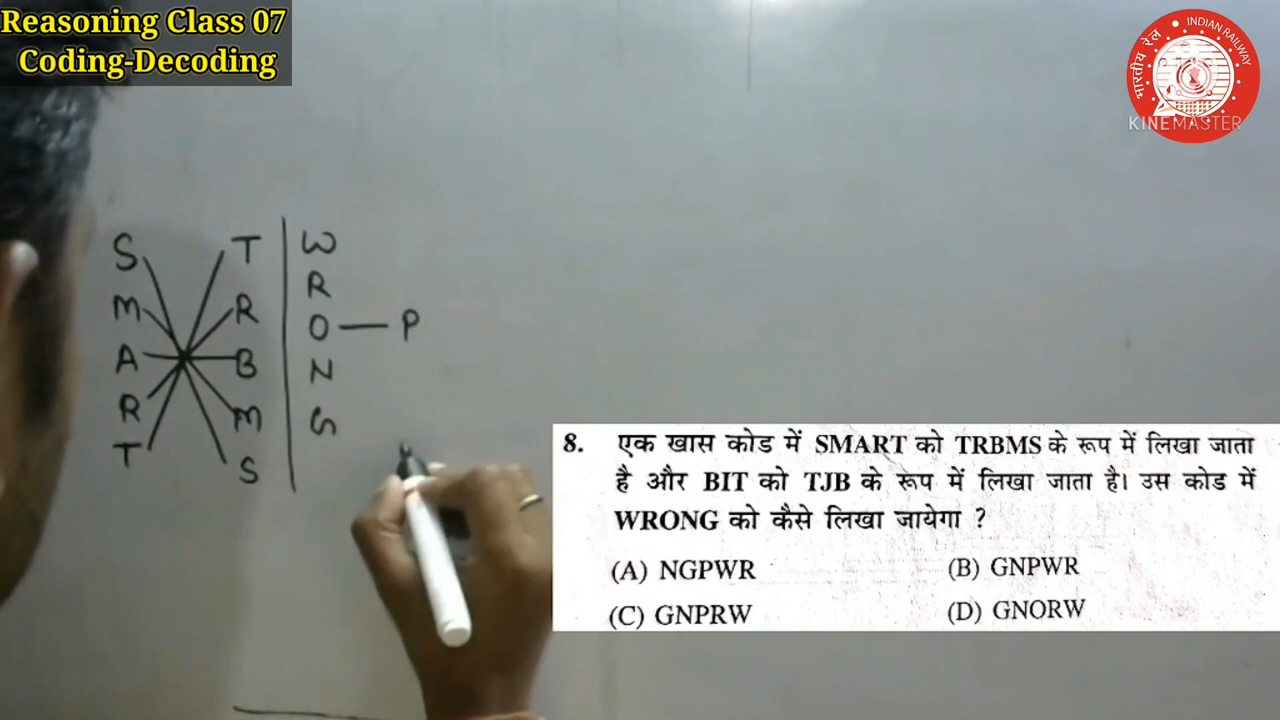 Reasoning Class 07
Coding-Decoding
भारतीय रेल • INDIAN RAILWAY
KINEMASTER
S T W
M R R
A B O — P
R M N
T S G
8. एक खास कोड में SMART को TRBMS के रूप में लिखा जाता
है और BIT को TJB के रूप में लिखा जाता है। उस कोड में
WRONG को कैसे लिखा जायेगा ?
(A) NGPWR (B) GNPWR
(C) GNPRW (D) GNORW